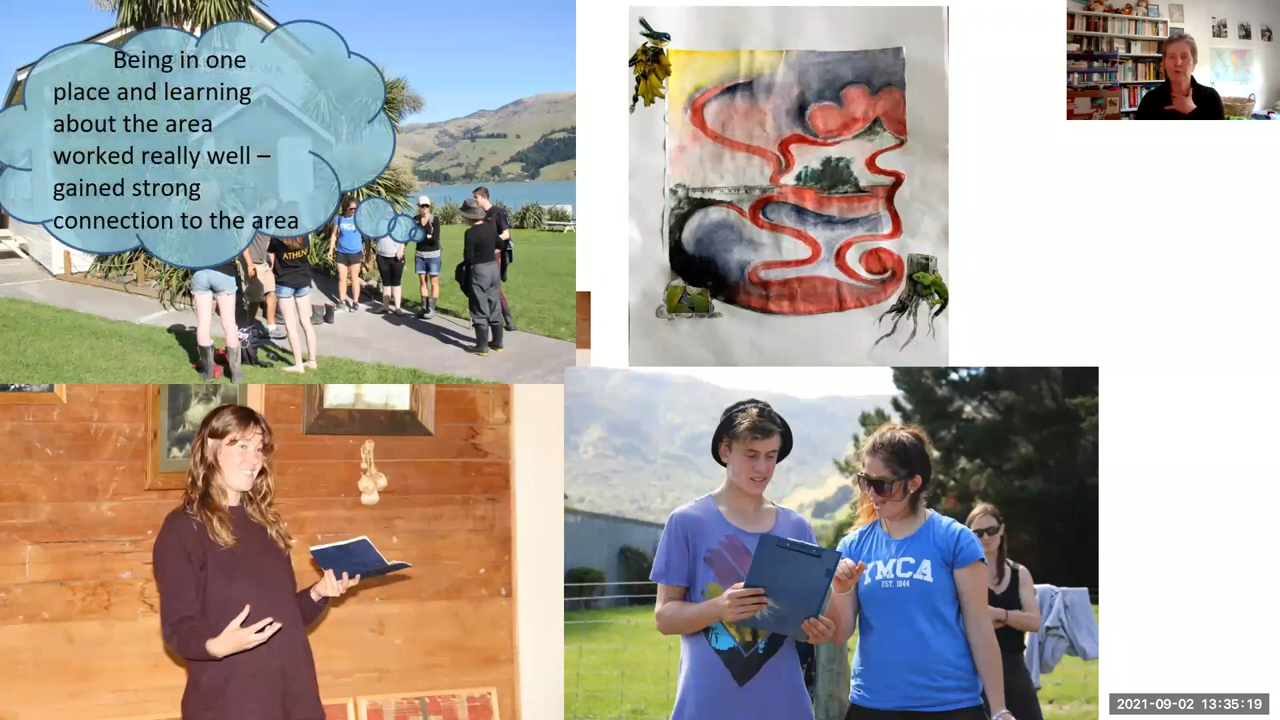 Being in one
place and learning
about the area
worked really well –
gained strong
connection to the area
ATHEN
YMCA
EST. 1844
2021-09-02 13:35:19